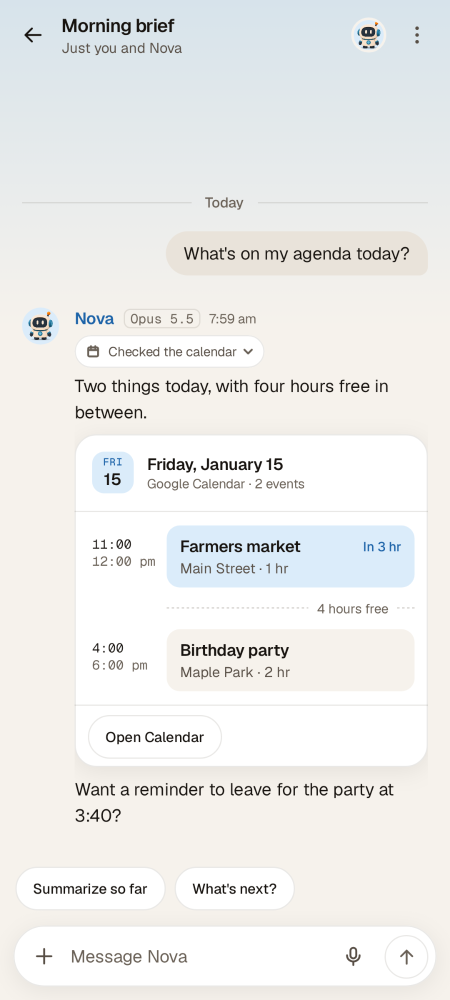 Morning brief
Just you and Nova
Today
What's on my agenda today?
Nova Opus 5.5 7:59 am
Checked the calendar
Two things today, with four hours free in
between.
FRI
15
Friday, January 15
Google Calendar · 2 events
11:00
12:00 pm
Farmers market
In 3 hr
Main Street · 1 hr
4 hours free
4:00
6:00 pm
Birthday party
Maple Park · 2 hr
Open Calendar
Want a reminder to leave for the party at
3:40?
Summarize so far
What's next?
Message Nova